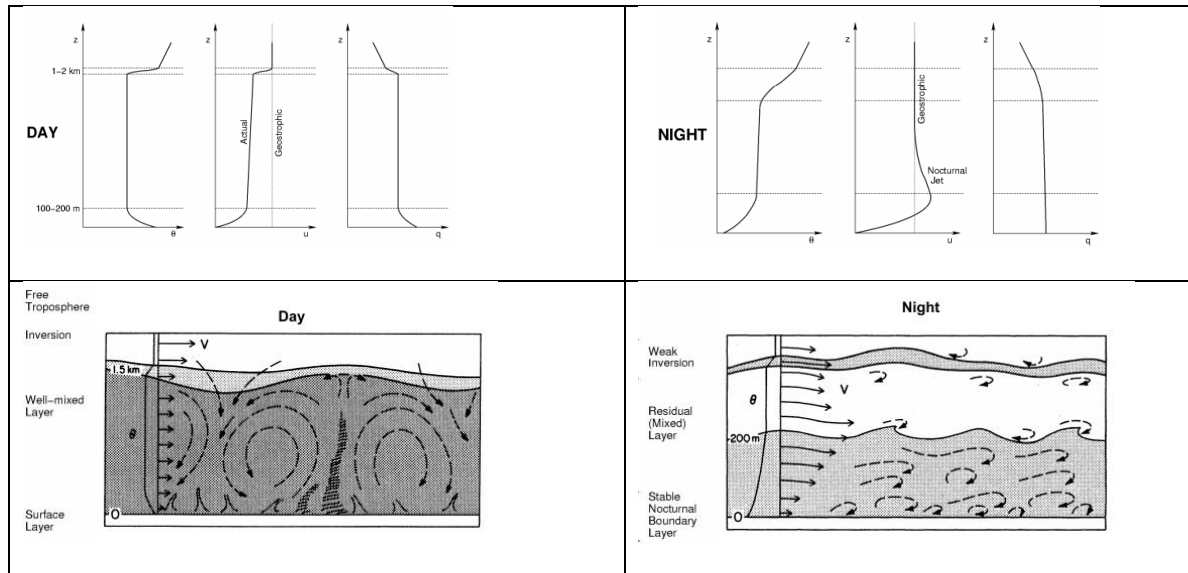 z
z
z
1−2 km
DAY
Actual
Geostrophic
100−200 m
θ
u
q
z
z
z
NIGHT
Geostrophic
Nocturnal
Jet
θ
u
q
Free
Troposphere
Day
Inversion
V
1.5 km
Well−mixed
Layer
θ
Surface
Layer
0
Night
Weak
Inversion
θ
V
Residual
(Mixed)
Layer
200 m
Stable
Nocturnal
Boundary
Layer
0